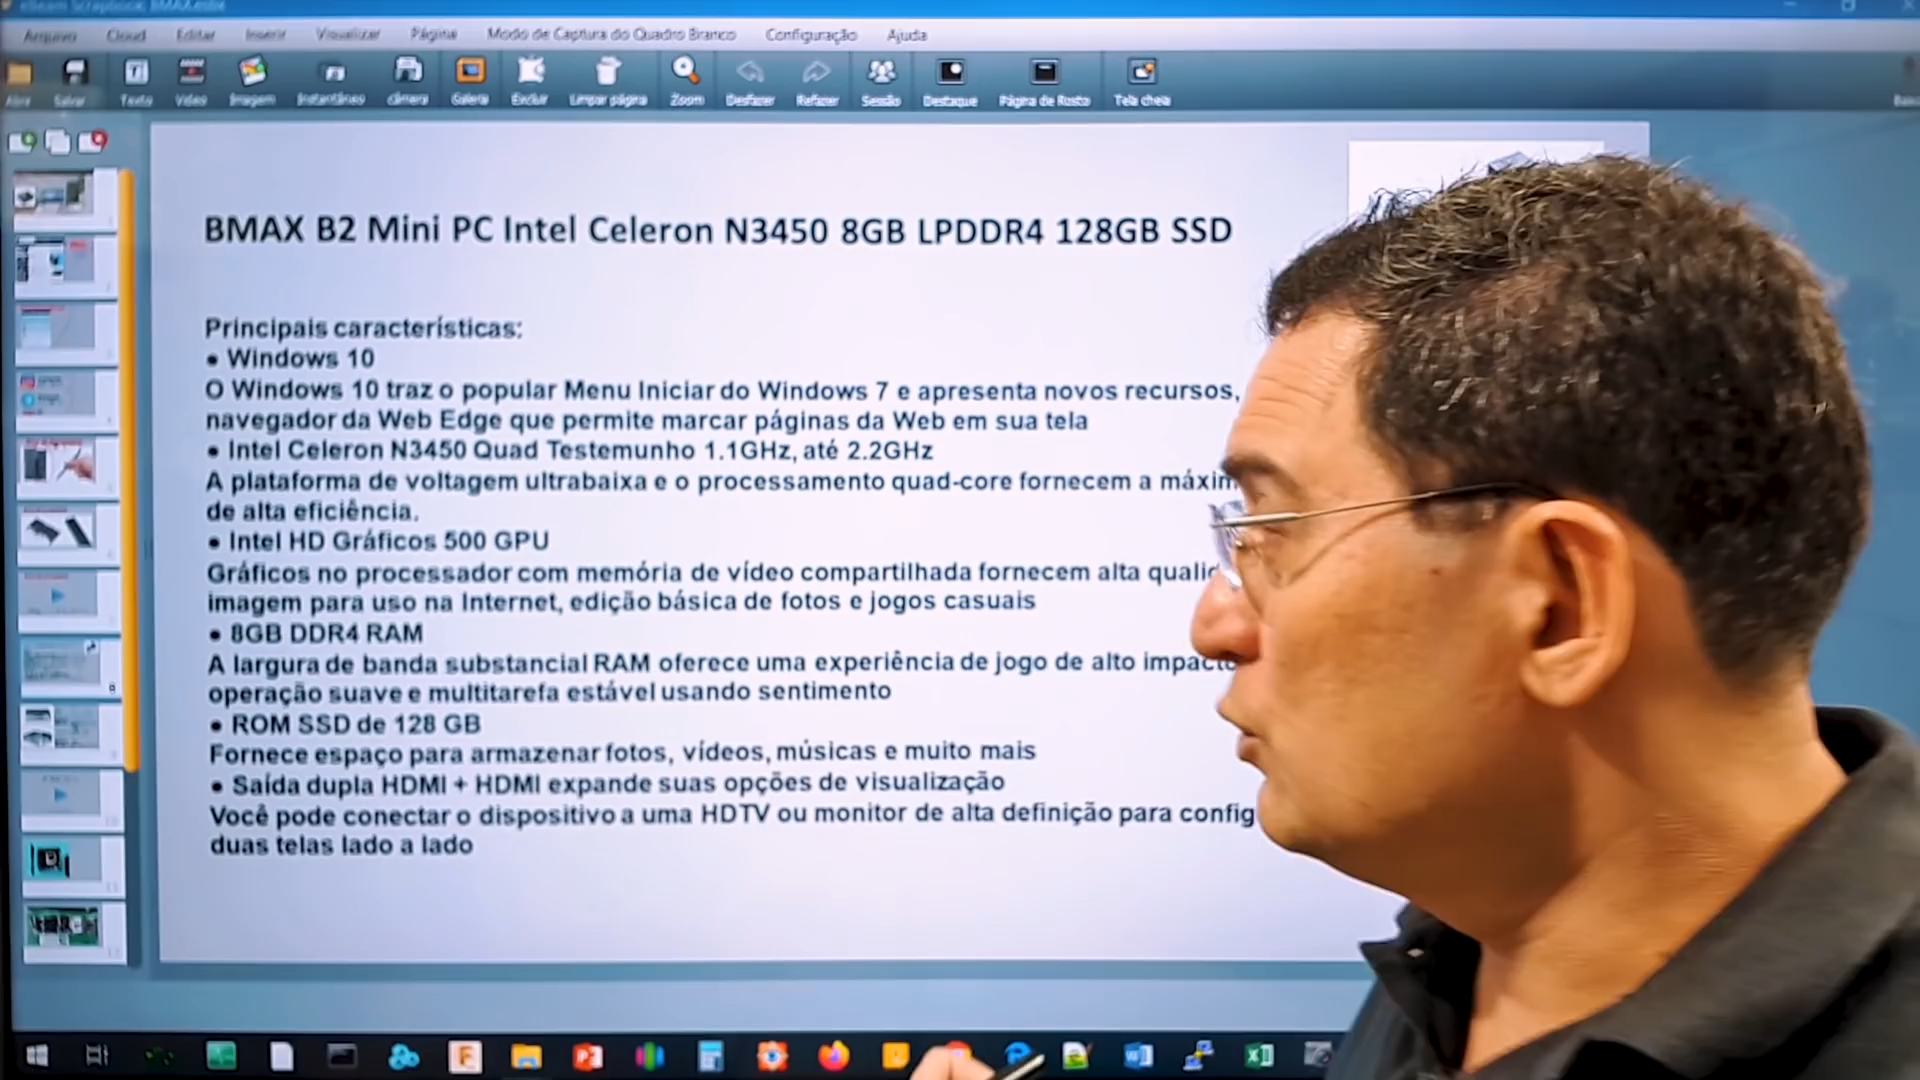 eBeam Scrapbook: BMAX.esbx
Arquivo Cloud Editar Inserir Visualizar Página Modo de Captura do Quadro Branco Configuração Ajuda
Abrir Salvar Texto Vídeo Imagem Instantâneo câmera Galeria Excluir Limpar página Zoom Desfazer Refazer Sessão Destaque Página de Rosto Tela cheia
BMAX B2 Mini PC Intel Celeron N3450 8GB LPDDR4 128GB SSD
Principais características:
● Windows 10
O Windows 10 traz o popular Menu Iniciar do Windows 7 e apresenta novos recursos,
navegador da Web Edge que permite marcar páginas da Web em sua tela
● Intel Celeron N3450 Quad Testemunho 1.1GHz, até 2.2GHz
A plataforma de voltagem ultrabaixa e o processamento quad-core fornecem a máxim
de alta eficiência.
● Intel HD Gráficos 500 GPU
Gráficos no processador com memória de vídeo compartilhada fornecem alta qualid
imagem para uso na Internet, edição básica de fotos e jogos casuais
● 8GB DDR4 RAM
A largura de banda substancial RAM oferece uma experiência de jogo de alto impacto
operação suave e multitarefa estável usando sentimento
● ROM SSD de 128 GB
Fornece espaço para armazenar fotos, vídeos, músicas e muito mais
● Saída dupla HDMI + HDMI expande suas opções de visualização
Você pode conectar o dispositivo a uma HDTV ou monitor de alta definição para config
duas telas lado a lado